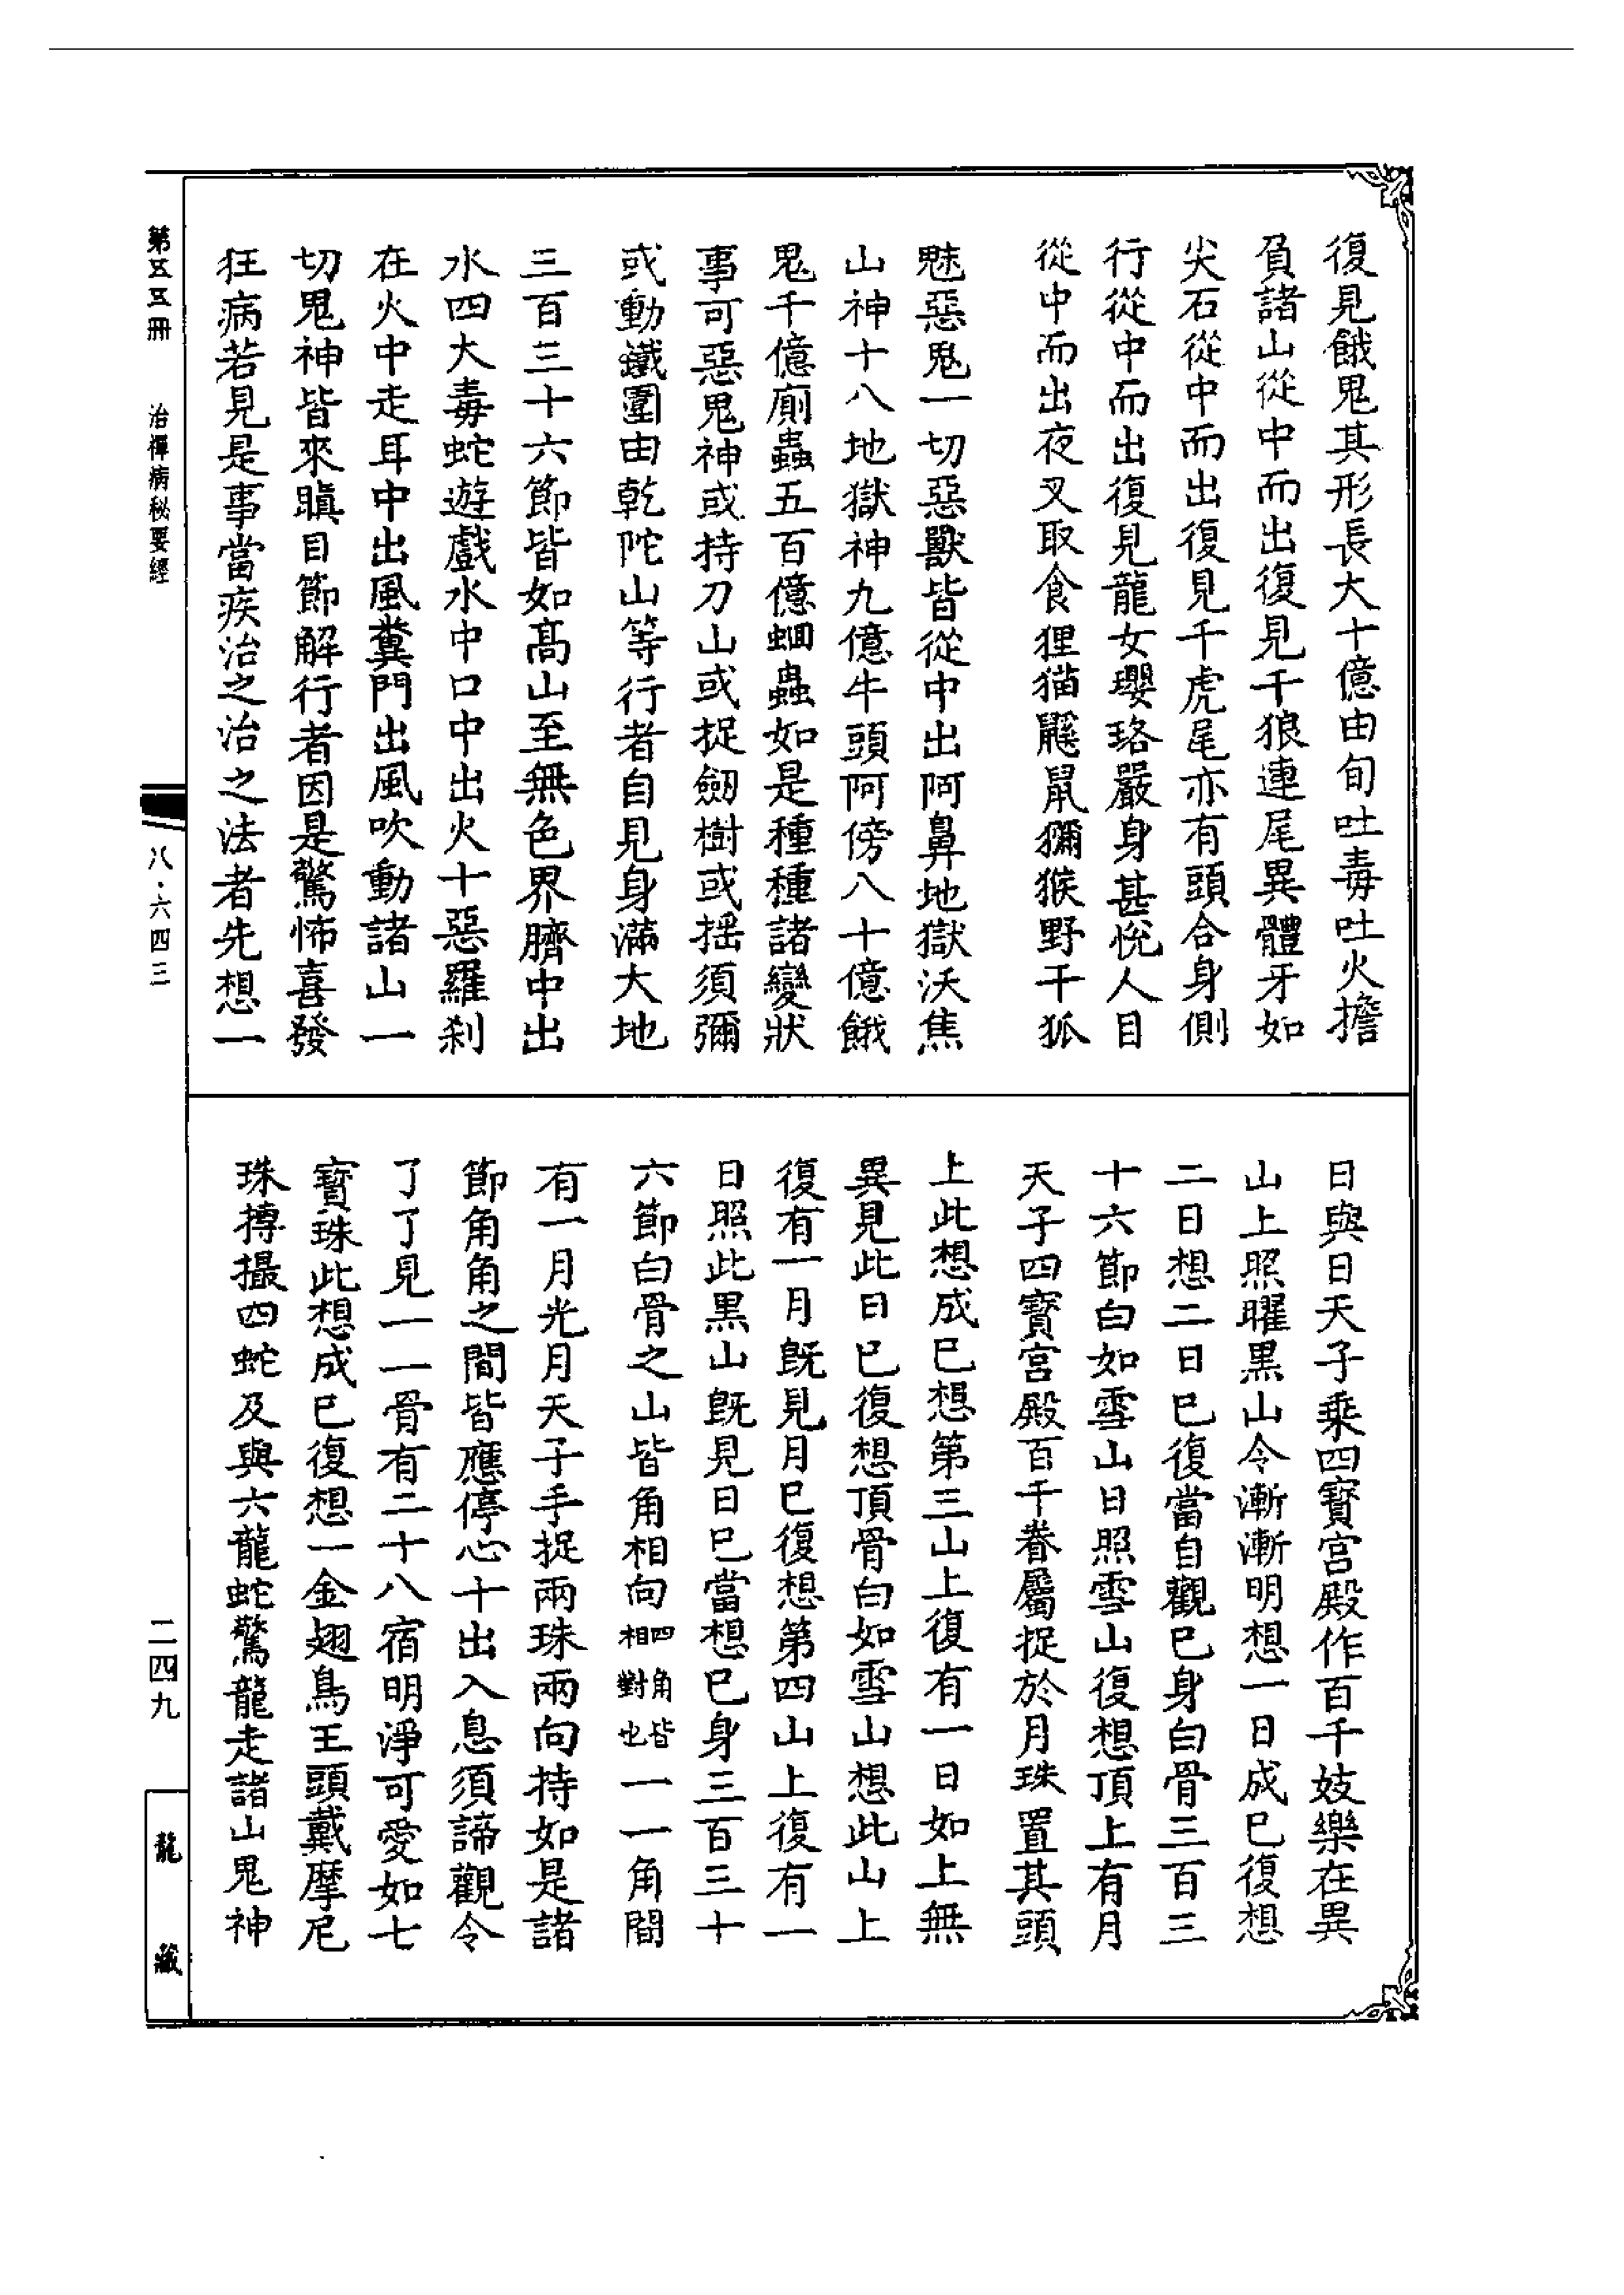 復見餓鬼其形長大十億由旬吐毒吐火擔
負諸山從中而出復見千狼連尾異體牙如
尖石從中而出復見千虎尾亦有頭合身側
行從中而出復見龍女瓔珞嚴身甚悅人目
從中而出夜叉取食狸猫鼷鼠獼猴野干狐
魅惡鬼一切惡獸皆從中出阿鼻地獄沃焦
山神十八地獄神九億牛頭阿傍八十億餓
鬼千億廁蟲五百億蛔蟲如是種種諸變狀
事可惡鬼神或持刀山或捉劒樹或揺須彌
或動鐵圍由乾陀山等行者自見身滿大地
三百三十六節皆如髙山至無色界臍中出
水四大毒蛇遊戲水中口中出火十惡羅刹
在火中走耳中出風糞門出風吹動諸山一
切鬼神皆來瞋目節解行者因是驚怖喜發
狂病若見是事當疾治之治之法者先想一
日與日天子乗四寳宮殿作百千妓樂在異
山上照曜黒山令漸漸明想一日成已復想
二日想二日已復當自觀己身白骨三百三
十六節白如雪山日照雪山復想頂上有月
天子四寳宮殿百千眷屬捉於月珠置其頭
上此想成已想第三山上復有一日如上無
異見此日已復想頂骨白如雪山想此山上
復有一月旣見月已復想第四山上復有一
日照此黒山旣見日已當想己身三百三十
六節白骨之山皆角相向四角皆相對也一一角間
有一月光月天子手捉兩珠兩向持如是諸
節角角之間皆應停心十出入息須諦觀令
了了見一一骨有二十八宿明淨可愛如七
寳珠此想成已復想一金翅鳥王頭戴摩尼
珠摶撮四蛇及與六龍蛇驚龍走諸山鬼神
第五五冊 治禪病秘要經
八·六四三
二四九
龍藏